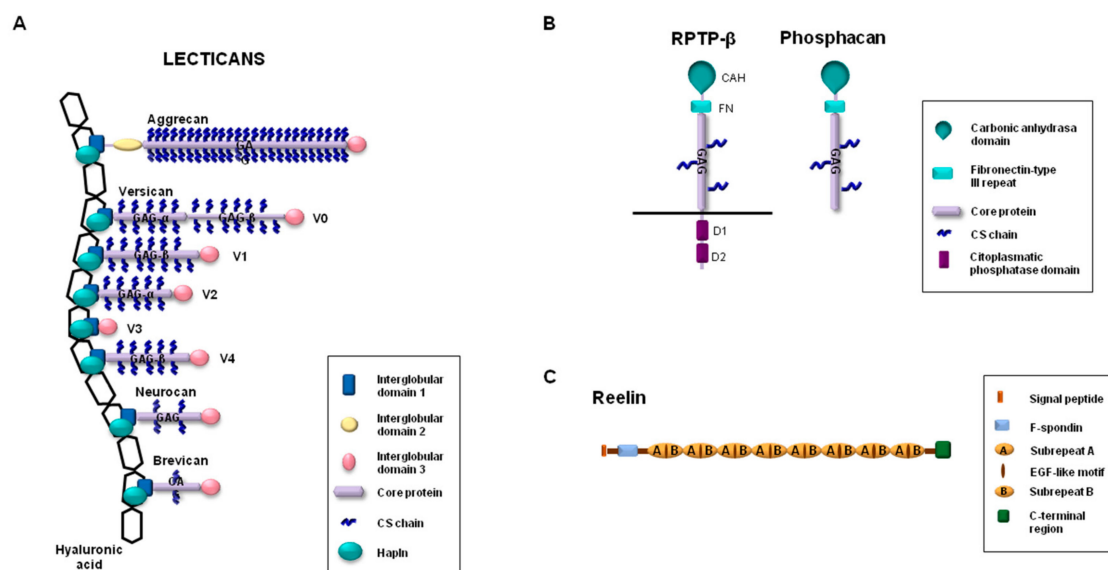 A
LECTICANS
Aggrecan
GA
G
Versican
GAG-α
GAG-ß
V0
GAG-ß
V1
GAG-α
V2
V3
GAG-ß
V4
Neurocan
GAG
Brevican
GA
Hyaluronic
acid
Interglobular
domain 1
Interglobular
domain 2
Interglobular
domain 3
Core protein
CS chain
Hapln
B
RPTP-β
Phosphacan
CAH
FN
GAG
GAG
D1
D2
Carbonic anhydrasa
domain
Fibronectin-type
III repeat
Core protein
CS chain
Citoplasmatic
phosphatase domain
C
Reelin
A B A B A B A B A B A B A B A B
Signal peptide
F-spondin
A Subrepeat A
EGF-like motif
B Subrepeat B
C-terminal
region